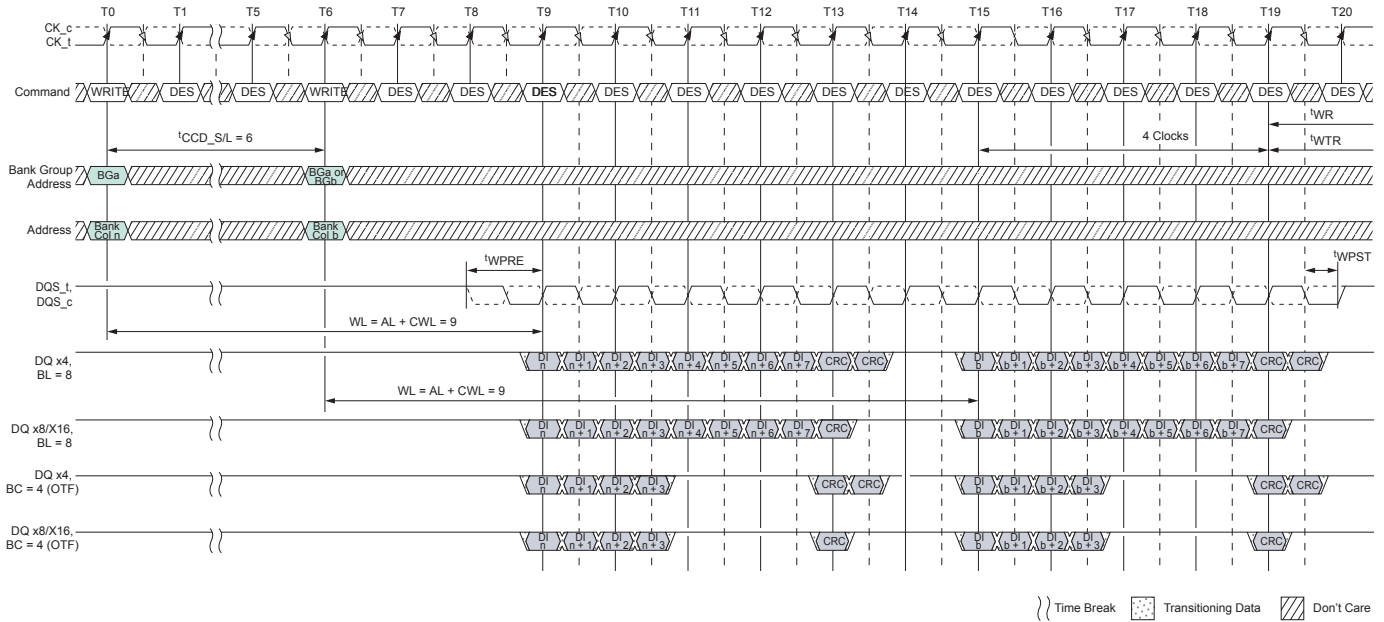 T0 T1 T5 T6 T7 T8 T9 T10 T11 T12 T13 T14 T15 T16 T17 T18 T19 T20
CK_c
CK_t
Command WRITE DES DES WRITE DES DES DES DES DES DES DES DES DES DES DES DES DES DES
tWR
tCCD_S/L = 6 4 Clocks tWTR
Bank Group
Address
BGa BGa or
BGb
Address Bank
Col n Bank
Col b
tWPRE tWPST
DQS_t,
DQS_c
WL = AL + CWL = 9
DQ x4,
BL = 8
DI
n DI
n + 1 DI
n + 2 DI
n + 3 DI
n + 4 DI
n + 5 DI
n + 6 DI
n + 7 CRC CRC DI
b DI
b + 1 DI
b + 2 DI
b + 3 DI
b + 4 DI
b + 5 DI
b + 6 DI
b + 7 CRC CRC
WL = AL + CWL = 9
DQ x8/X16,
BL = 8
DI
n DI
n + 1 DI
n + 2 DI
n + 3 DI
n + 4 DI
n + 5 DI
n + 6 DI
n + 7 CRC DI
b DI
b + 1 DI
b + 2 DI
b + 3 DI
b + 4 DI
b + 5 DI
b + 6 DI
b + 7 CRC
DQ x4,
BC = 4 (OTF)
DI
n DI
n + 1 DI
n + 2 DI
n + 3 CRC CRC DI
b DI
b + 1 DI
b + 2 DI
b + 3 CRC CRC
DQ x8/X16,
BC = 4 (OTF)
DI
n DI
n + 1 DI
n + 2 DI
n + 3 CRC DI
b DI
b + 1 DI
b + 2 DI
b + 3 CRC
Time Break Transitioning Data Don't Care